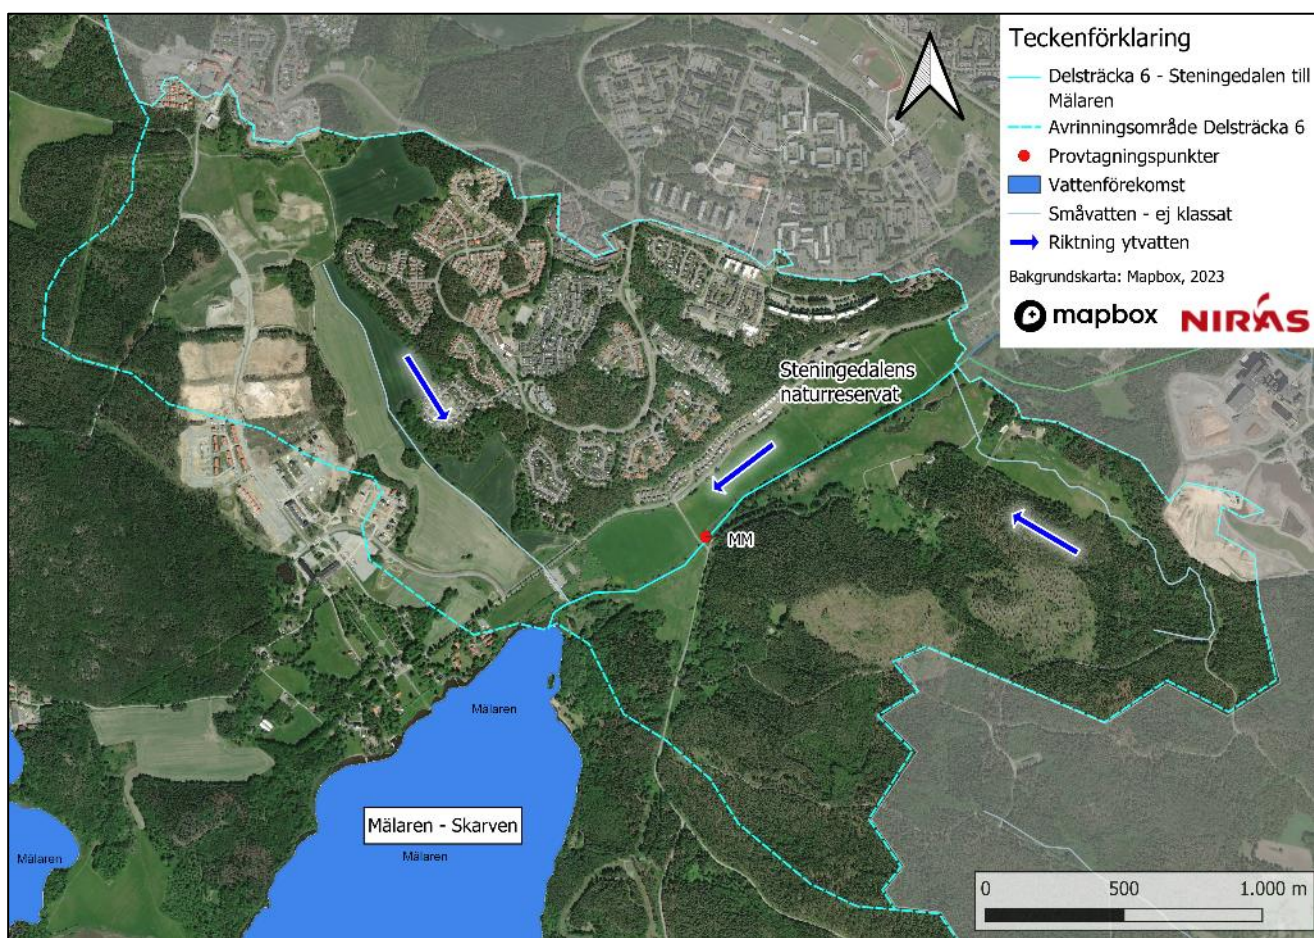 Teckenförklaring
Delsträcka 6 - Steningedalen till
Mälaren
Avrinningsområde Delsträcka 6
Provtagningspunkter
Vattenförekomst
Småvatten - ej klassat
Riktning ytvatten
Bakgrundskarta: Mapbox, 2023
mapbox
NIRAS
Steningedalens
naturreservat
MM
Mälaren
Mälaren - Skarven
Mälaren
Mälaren
0 500 1.000 m